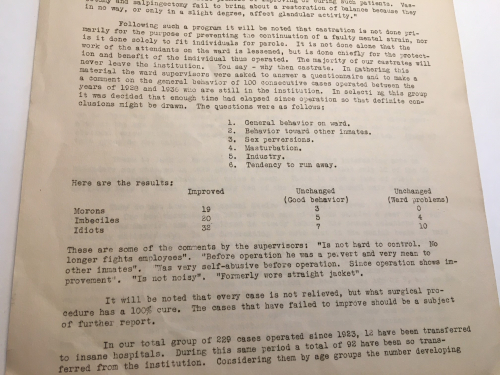 tomy and salpingectomy fail to bring about a restoration of balance because they
in no way, or only in a slight degree, affect glandular activity."
Following such a program it will be noted that castration is not done pri-
marily for the purpose of preventing the continuation of a faulty mental strain, nor
is it done solely to fit individuals for parole. It is not done alone that the
work of the attendants on the ward is lessened, but is done chiefly for the protect-
ion and benefit of the individual thus operated. The majority of our castrates will
never leave the institution. You say - why then castrate. In gathering this
material the ward supervisors were asked to answer a questionnaire and to make a
comment on the general behavior of 100 consecutive cases operated between the
years of 1929 and 1935 who are still in the institution. In selecting this group
it was decided that enough time had elapsed since operation so that definite con-
clusions might be drawn. The questions were as follows:
1. General behavior on ward.
2. Behavior toward other inmates.
3. Sex perversions.
4. Masturbation.
5. Industry.
6. Tendency to run away.
Here are the results:
Improved Unchanged Unchanged
(Good behavior) (Ward problems)
Morons 19 3 0
Imbeciles 20 5 4
Idiots 32 7 10
These are some of the comments by the supervisors: "Is not hard to control. No
longer fights employees". "Before operation he was a pervert and very mean to
other inmates". "Was very self-abusive before operation. Since operation shows im-
provement". "Is not noisy". "Formerly wore straight jacket".
It will be noted that every case is not relieved, but what surgical pro-
cedure has a 100% cure. The cases that have failed to improve should be a subject
of further report.
In our total group of 229 cases operated since 1923, 12 have been transferred
to insane hospitals. During this same period a total of 92 have been so trans-
ferred from the institution. Considering them by age groups the number developing